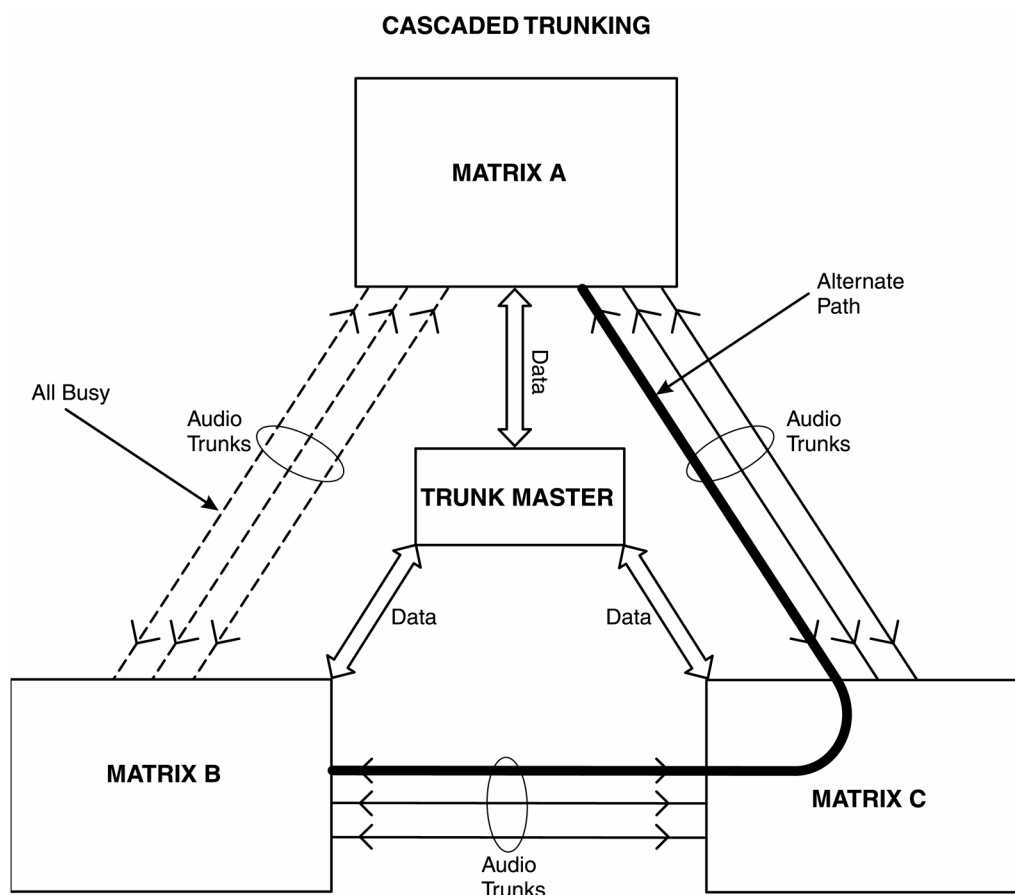 CASCADED TRUNKING
MATRIX A
Alternate
Path
Data
All Busy
Audio
Trunks
Audio
Trunks
TRUNK MASTER
Data
Data
MATRIX B
MATRIX C
Audio
Trunks